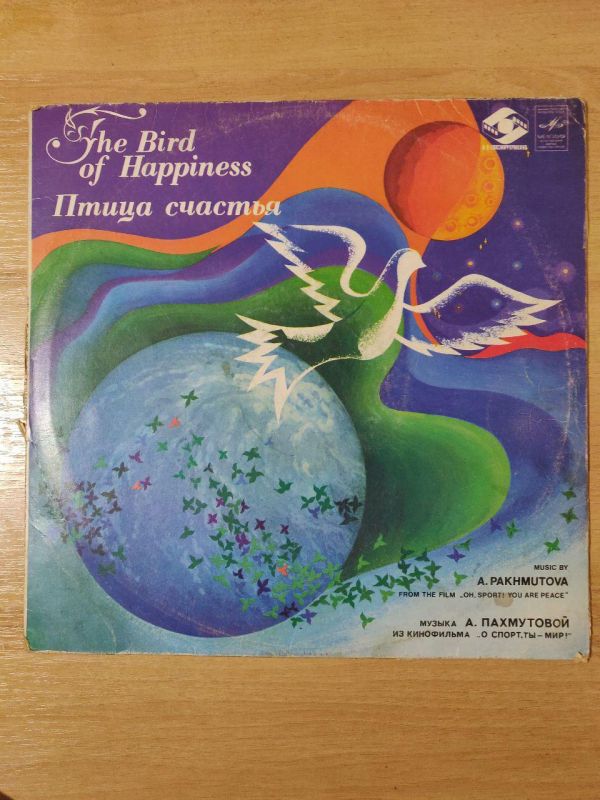 The Bird
of Happiness
Птица счастья
MUSIC BY
A. PAKHMUTOVA
FROM THE FILM „OH, SPORT! YOU ARE PEACE"
МУЗЫКА А. ПАХМУТОВОЙ
ИЗ КИНОФИЛЬМА „О СПОРТ, ТЫ – МИР!"